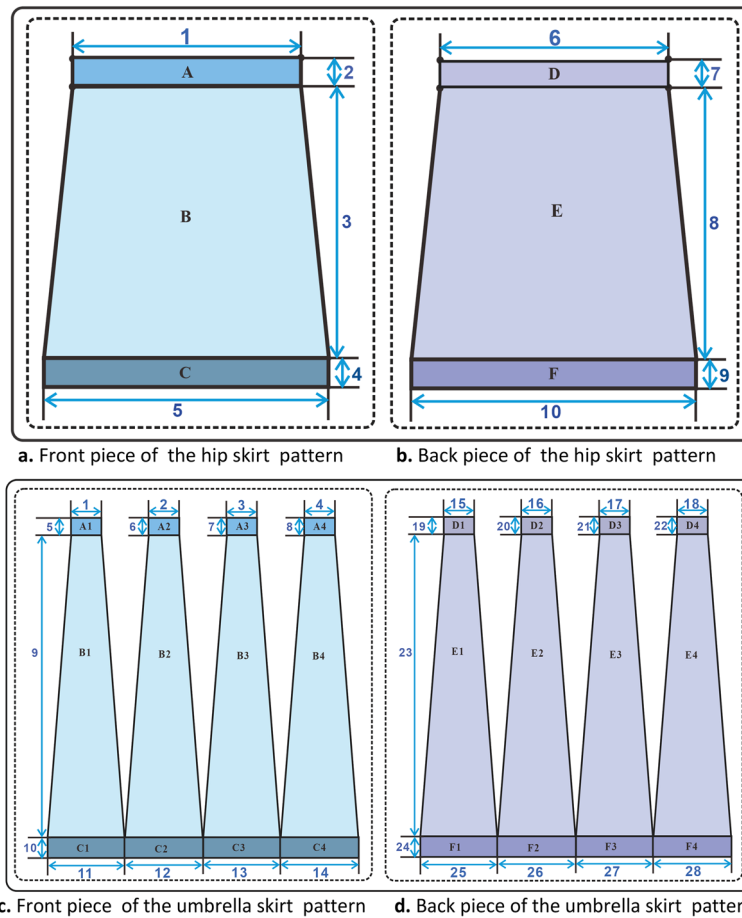 1 6
A 2 D 7
B 3 E 8
C 4 F 9
5 10
a. Front piece of the hip skirt pattern b. Back piece of the hip skirt pattern
1 2 3 4 15 16 17 18
5 A1 6 A2 7 A3 8 A4 19 D1 20 D2 21 D3 22 D4
9 B1 B2 B3 B4 23 E1 E2 E3 E4
10 C1 C2 C3 C4 24 F1 F2 F3 F4
11 12 13 14 25 26 27 28
c. Front piece of the umbrella skirt pattern d. Back piece of the umbrella skirt